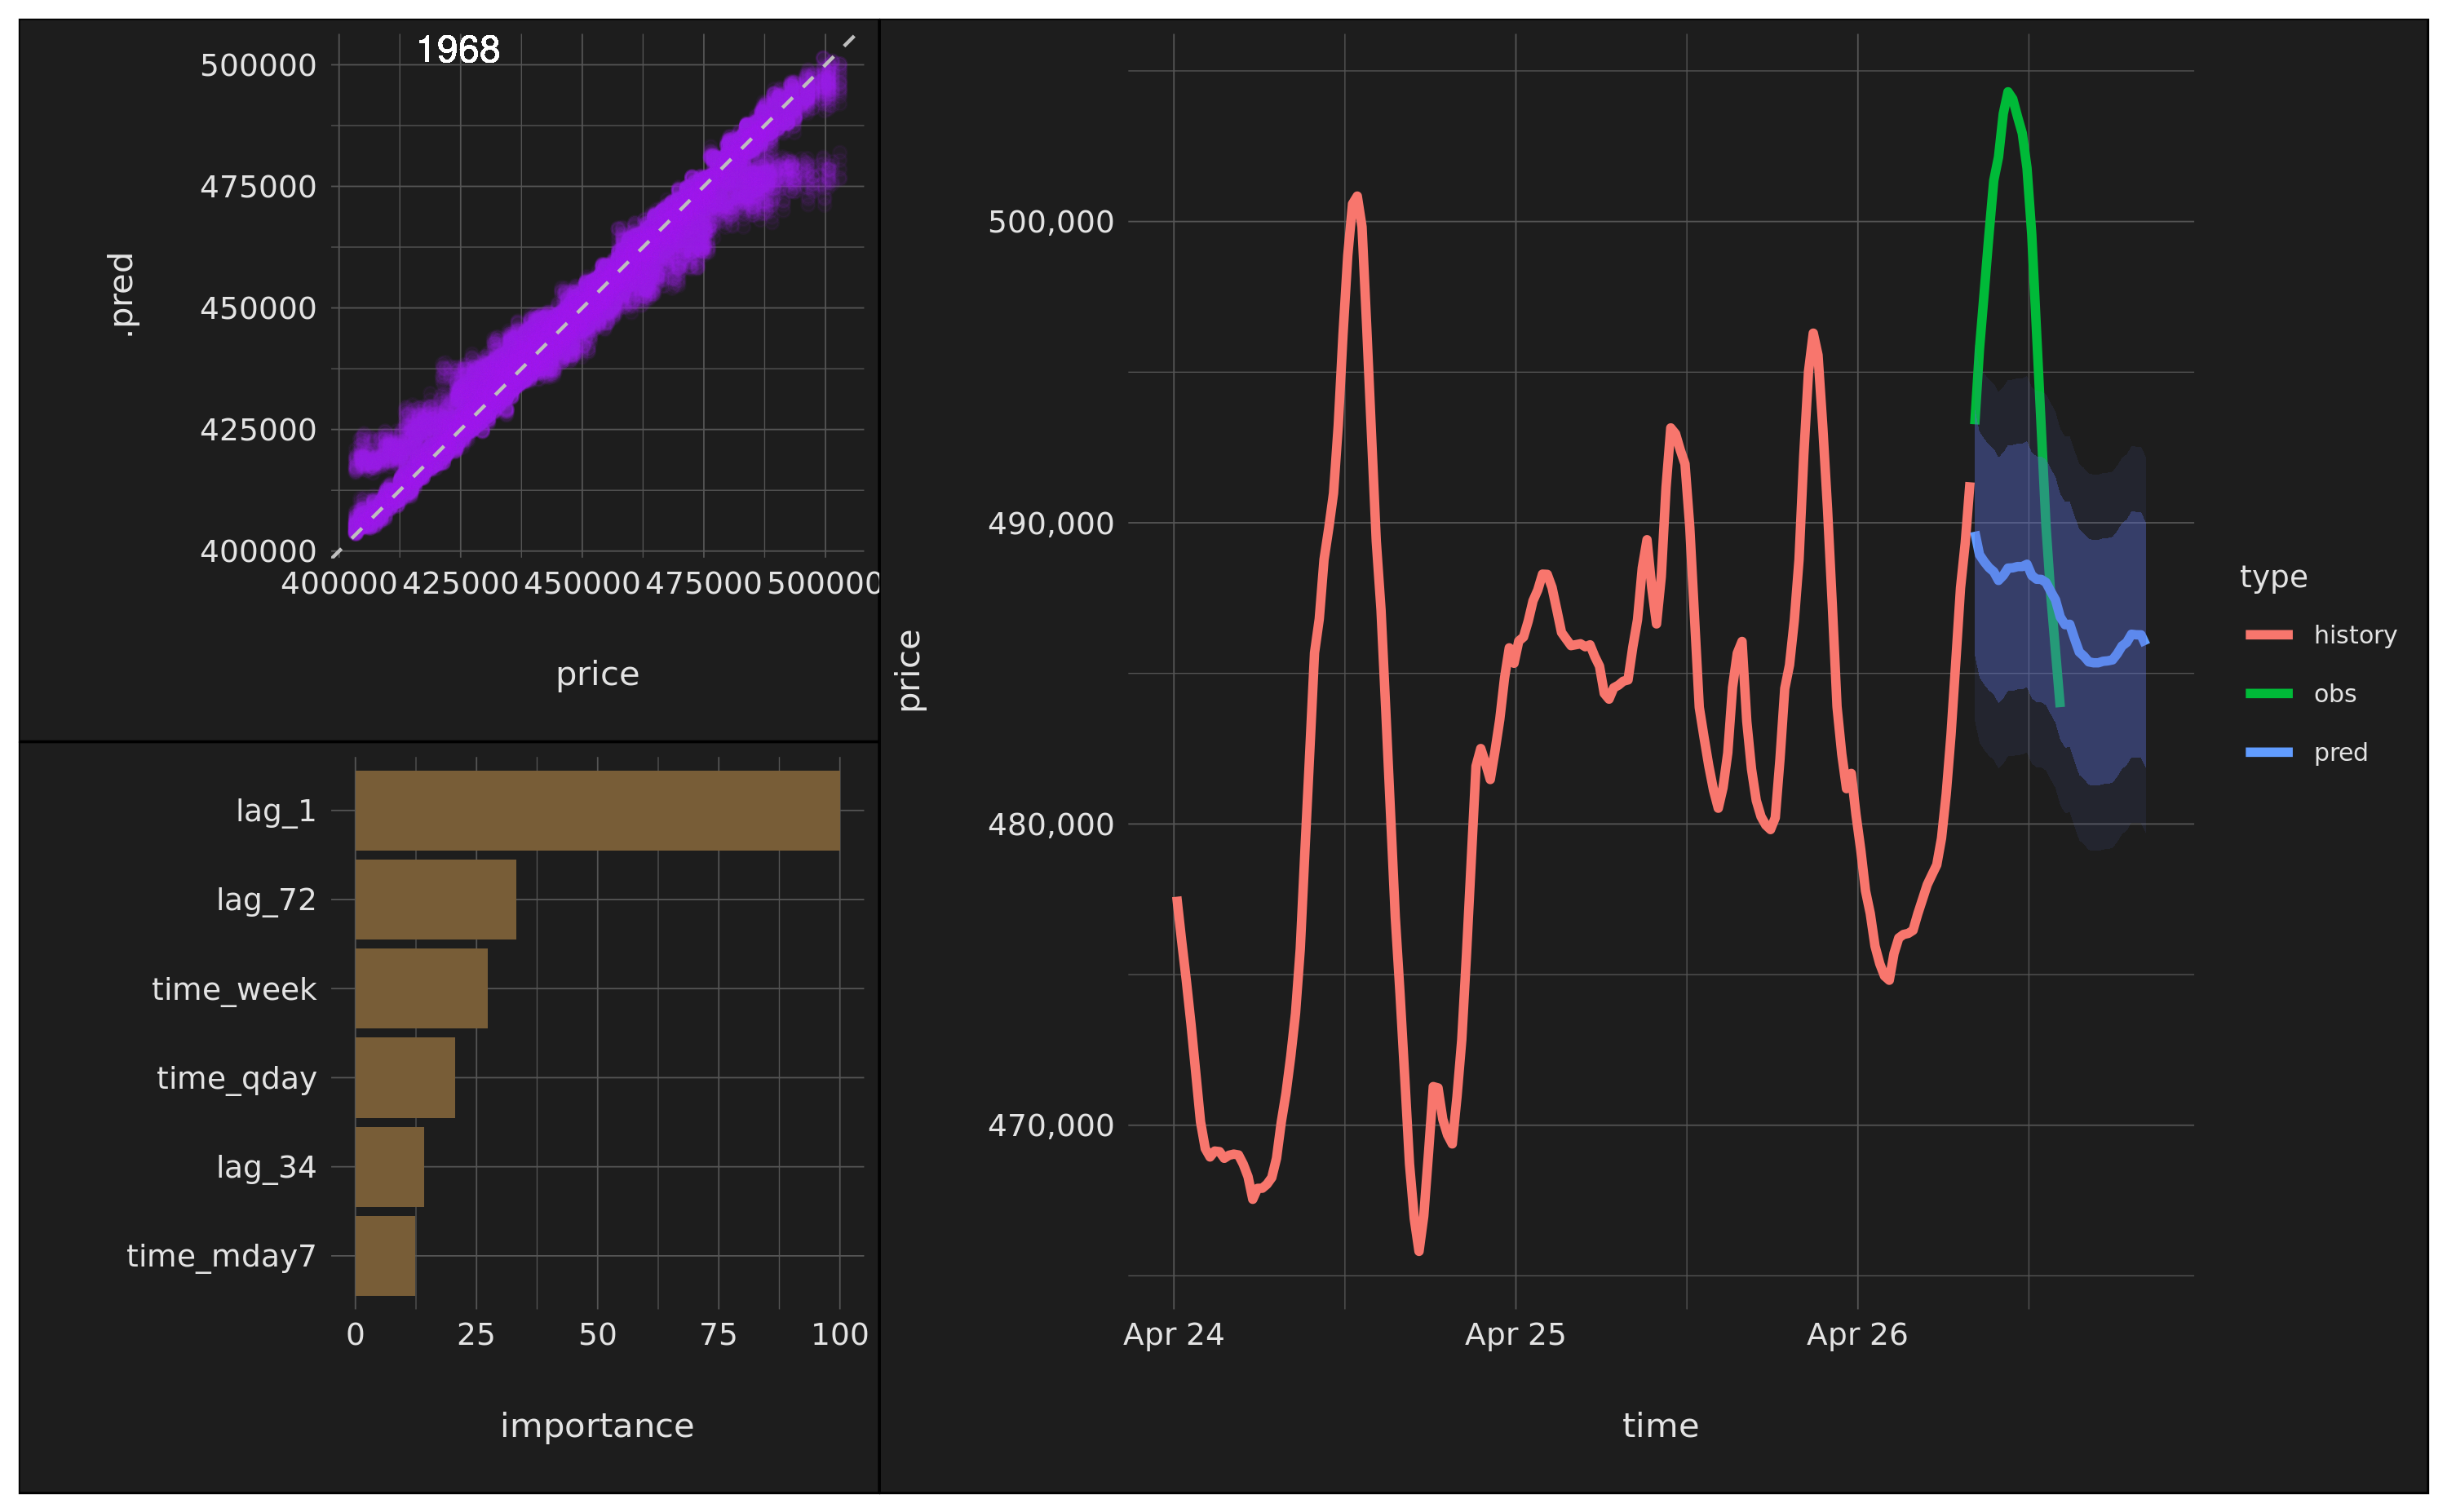 1968
500000
475000
450000
425000
400000
.pred
400000 425000 450000 475000 500000
price
lag_1
lag_72
time_week
time_qday
lag_34
time_mday7
0 25 50 75 100
importance
500,000
490,000
480,000
470,000
price
Apr 24 Apr 25 Apr 26
time
type
history
obs
pred